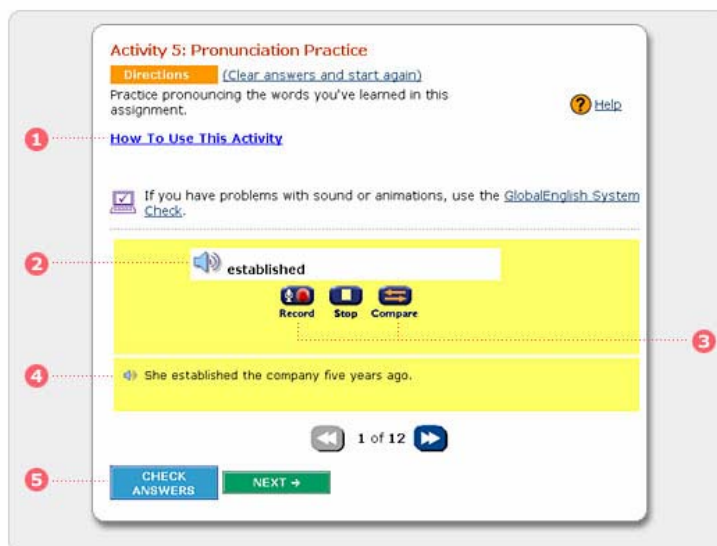 Activity 5: Pronunciation Practice
Directions (Clear answers and start again)
Practice pronouncing the words you've learned in this
assignment.
Help
1 How To Use This Activity
If you have problems with sound or animations, use the GlobalEnglish System
Check.
2 established
Record Stop Compare
3
4 She established the company five years ago.
1 of 12
5 CHECK
ANSWERS
NEXT →